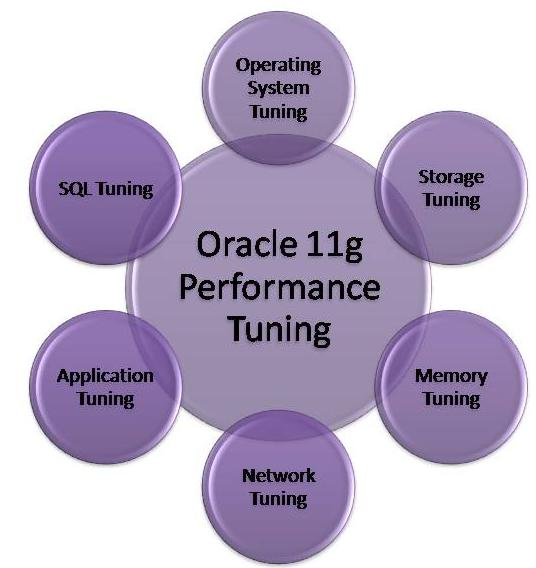 Operating
System
Tuning
Storage
Tuning
Memory
Tuning
Network
Tuning
Application
Tuning
SQL Tuning
Oracle 11g
Performance
Tuning